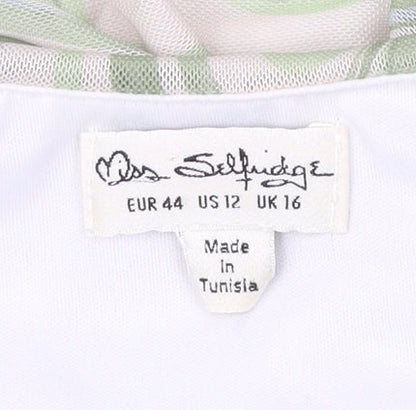 Miss Selfridge
EUR 44 US 12 UK 16
Made
in
Tunisia